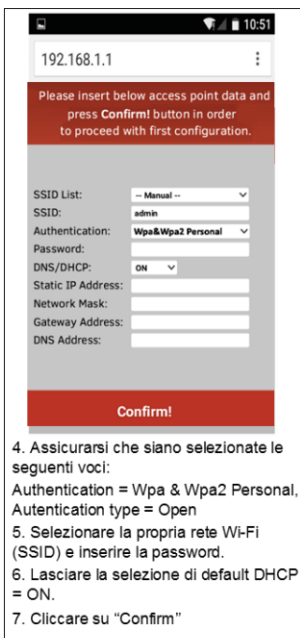 10:51
192.168.1.1
Please insert below access point data and
press Confirm! button in order
to proceed with first configuration.
SSID List: -- Manual --
SSID: admin
Authentication: Wpa&Wpa2 Personal
Password:
DNS/DHCP: ON
Static IP Address:
Network Mask:
Gateway Address:
DNS Address:
Confirm!
4. Assicurarsi che siano selezionate le
seguenti voci:
Authentication = Wpa & Wpa2 Personal,
Autentication type = Open
5. Selezionare la propria rete Wi-Fi
(SSID) e inserire la password.
6. Lasciare la selezione di default DHCP
= ON.
7. Cliccare su “Confirm”